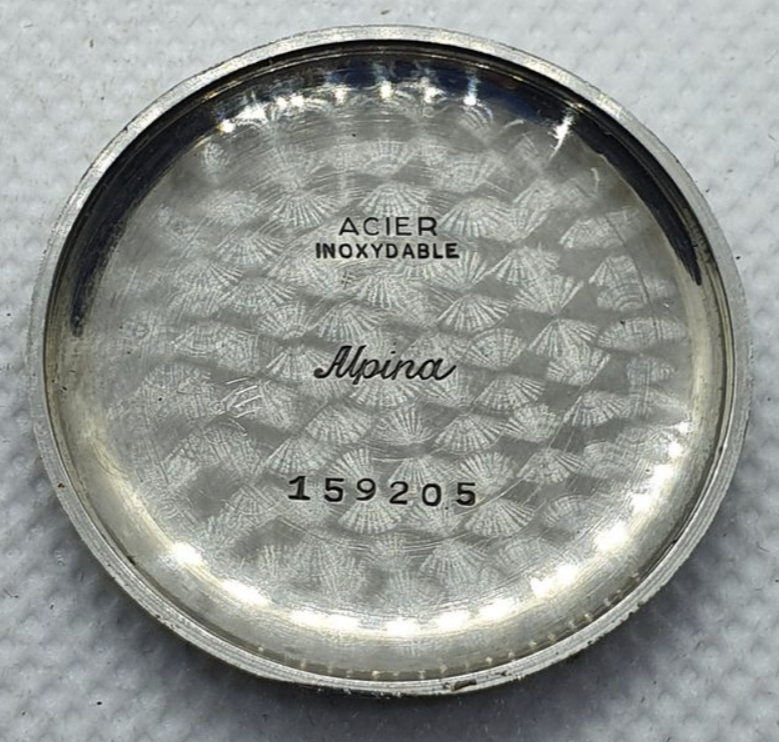 ACIER
INOXYDABLE
Alpina
159205